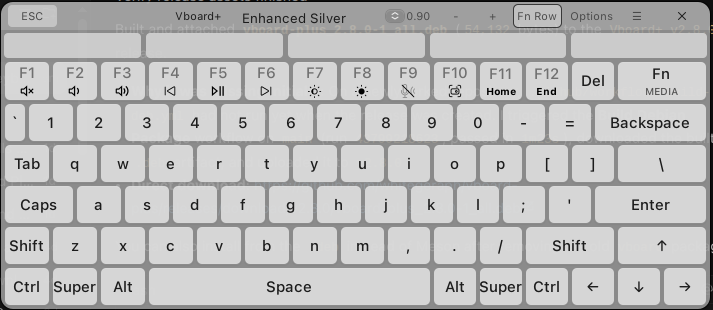 ESC Vboard+ Enhanced Silver 0.90 - + Fn Row Options ✕
F1 F2 F3 F4 F5 F6 F7 F8 F9 F10 F11 Home F12 End Del Fn MEDIA
` 1 2 3 4 5 6 7 8 9 0 - = Backspace
Tab q w e r t y u i o p [ ] \
Caps a s d f g h j k l ; ' Enter
Shift z x c v b n m , . / Shift ↑
Ctrl Super Alt Space Alt Super Ctrl ← ↓ →